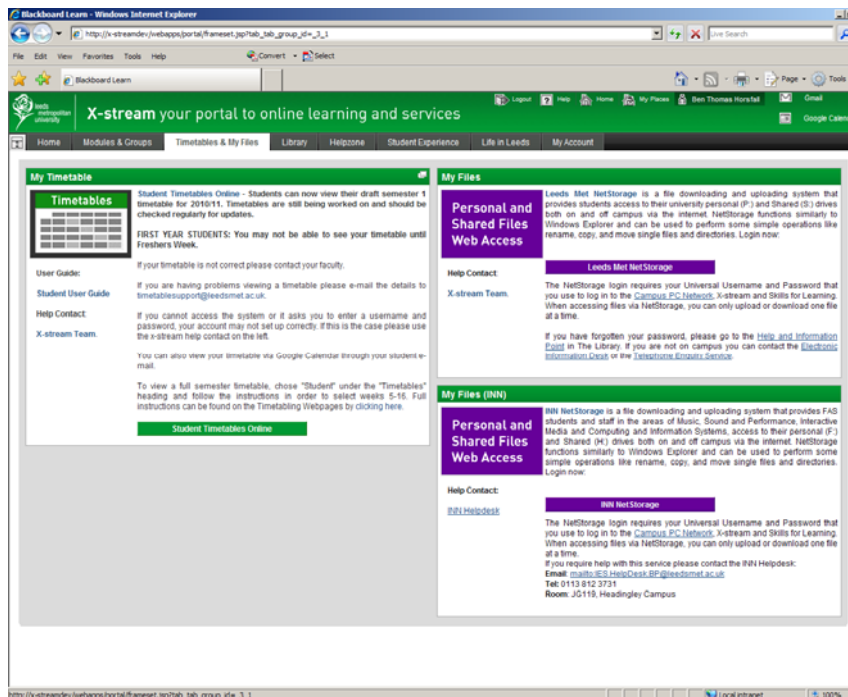 Blackboard Learn - Windows Internet Explorer
http://x-streamdev/webapps/portal/frameset.jsp?tab_tab_group_id=_3_1
Live Search
File Edit View Favorites Tools Help
Convert Select
Blackboard Learn
Page Tools
leeds metropolitan university
X-stream your portal to online learning and services
Logout Help Home My Places Ben Thomas Horsfall Gmail
Google Calen
Home Modules & Groups Timetables & My Files Library Helpzone Student Experience Life in Leeds My Account
My Timetable
Timetables
User Guide:
Student User Guide
Help Contact:
X-stream Team.
Student Timetables Online - Students can now view their draft semester 1
timetable for 2010/11. Timetables are still being worked on and should be
checked regularly for updates.
FIRST YEAR STUDENTS: You may not be able to see your timetable until
Freshers Week.
If your timetable is not correct please contact your faculty.
If you are having problems viewing a timetable please e-mail the details to
timetablesupport@leedsmet.ac.uk.
If you cannot access the system or it asks you to enter a username and
password, your account may not set up correctly. If this is the case please use
the x-stream help contact on the left.
You can also view your timetable via Google Calendar through your student e-
mail.
To view a full semester timetable, chose "Student" under the "Timetables"
heading and follow the instructions in order to select weeks 5-16. Full
instructions can be found on the Timetabling Webpages by clicking here.
Student Timetables Online
My Files
Personal and
Shared Files
Web Access
Help Contact:
X-stream Team.
Leeds Met NetStorage is a file downloading and uploading system that
provides students access to their university personal (P:) and Shared (S:) drives
both on and off campus via the internet. NetStorage functions similarly to
Windows Explorer and can be used to perform some simple operations like
rename, copy, and move single files and directories. Login now:
Leeds Met NetStorage
The NetStorage login requires your Universal Username and Password that
you use to log in to the Campus PC Network, X-stream and Skills for Learning.
When accessing files via NetStorage, you can only upload or download one file
at a time.
If you have forgotten your password, please go to the Help and Information
Point in The Library. If you are not on campus you can contact the Electronic
Information Desk or the Telephone Enquiry Service.
My Files (INN)
Personal and
Shared Files
Web Access
Help Contact:
INN Helpdesk
INN NetStorage is a file downloading and uploading system that provides FAS
students and staff in the areas of Music, Sound and Performance, Interactive
Media and Computing and Information Systems, access to their personal (F:)
and Shared (H:) drives both on and off campus via the internet. NetStorage
functions similarly to Windows Explorer and can be used to perform some
simple operations like rename, copy, and move single files and directories.
Login now:
INN NetStorage
The NetStorage login requires your Universal Username and Password that
you use to log in to the Campus PC Network, X-stream and Skills for Learning.
When accessing files via NetStorage, you can only upload or download one file
at a time.
If you require help with this service please contact the INN Helpdesk:
Email: mailto:IES.HelpDesk.BP@leedsmet.ac.uk
Tel: 0113 812 3731
Room: JG119, Headingley Campus
http://x-streamdev/webapps/portal/frameset.jsp?tab_tab_group_id=_3_1
Local intranet 100%